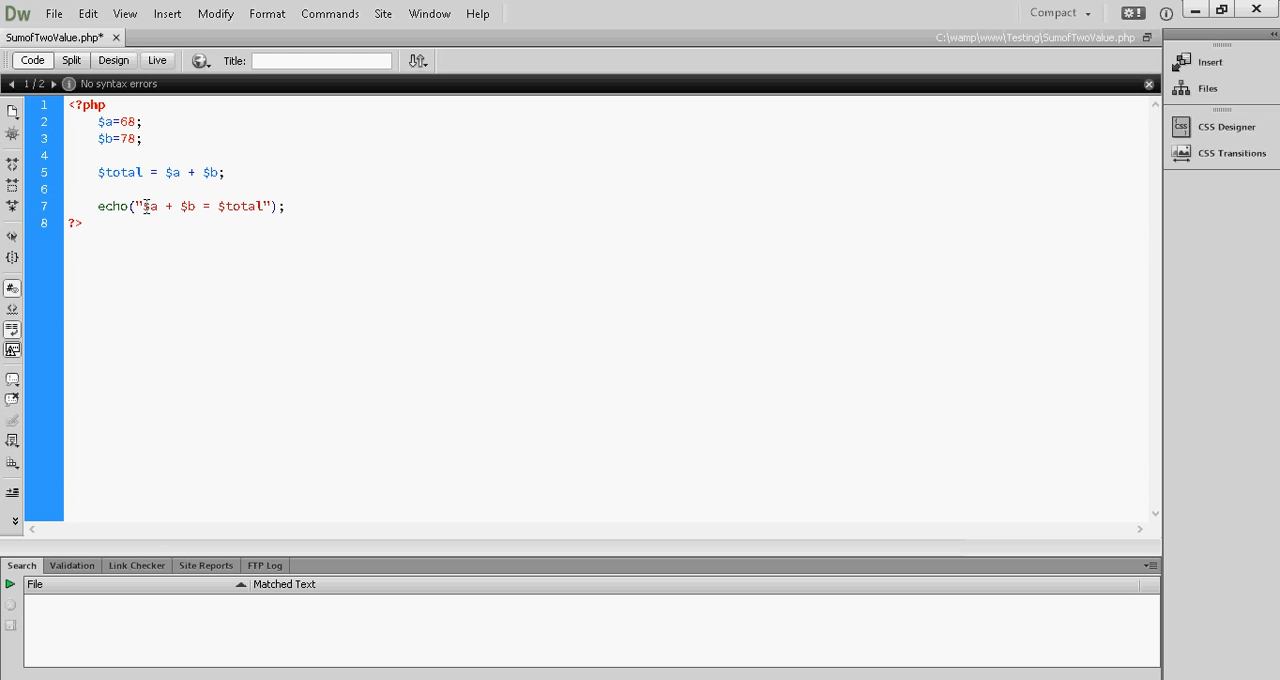 Dw File Edit View Insert Modify Format Commands Site Window Help Compact
SumofTwoValue.php* C:\wamp\www\Testing\SumofTwoValue.php
Code Split Design Live Title:
1 / 2 No syntax errors
1 <?php
2 $a=68;
3 $b=78;
4
5 $total = $a + $b;
6
7 echo("$a + $b = $total");
8 ?>
Insert
Files
CSS Designer
CSS Transitions
Search Validation Link Checker Site Reports FTP Log
File Matched Text